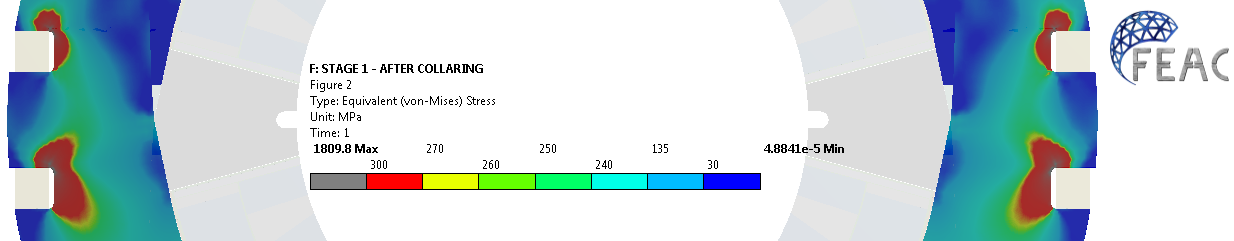 F: STAGE 1 - AFTER COLLARING
Figure 2
Type: Equivalent (von-Mises) Stress
Unit: MPa
Time: 1
1809.8 Max 270 250 135 4.8841e-5 Min
300 260 240 30
FEAC